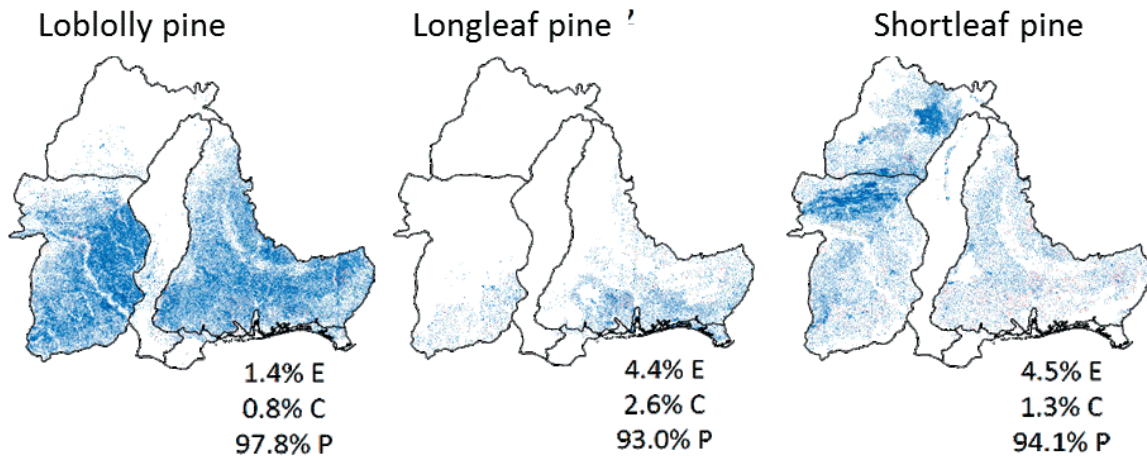 Loblolly pine
Longleaf pine ’
Shortleaf pine
1.4% E
0.8% C
97.8% P
4.4% E
2.6% C
93.0% P
4.5% E
1.3% C
94.1% P